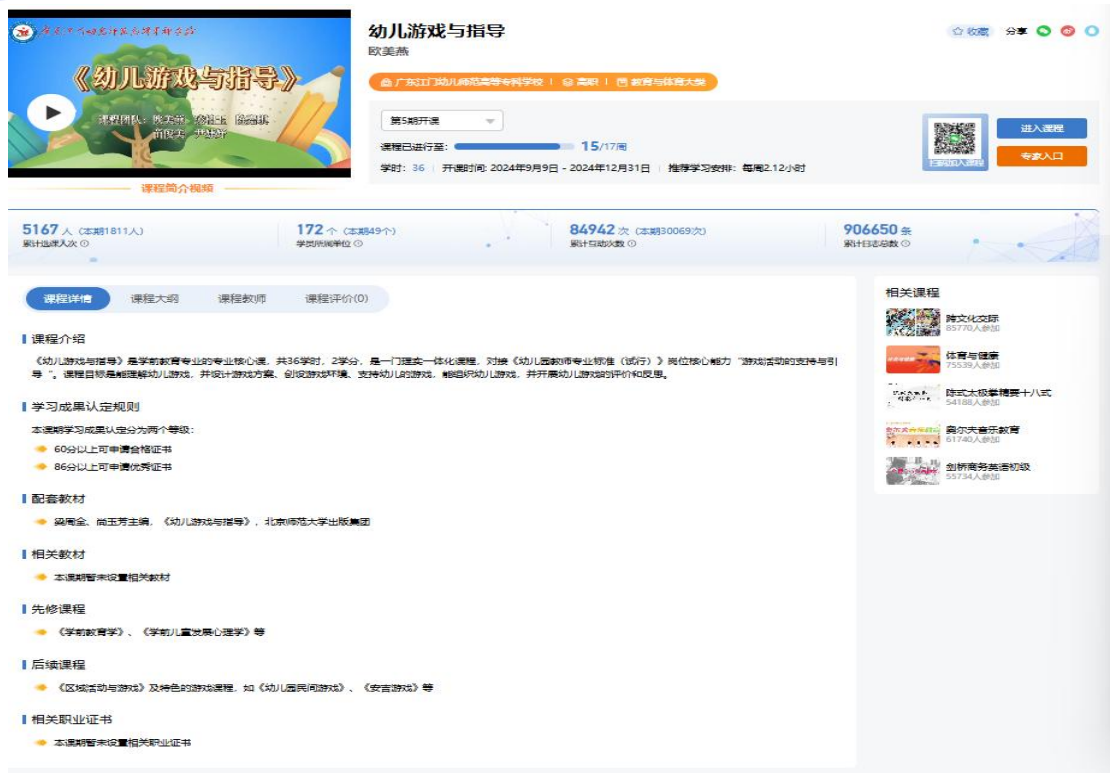 《幼儿游戏与指导》
课程简介视频
幼儿游戏与指导
欧美燕
广东江门幼儿师范高等专科学校 | 高职 | 教育与体育大类
收藏 分享
第5期开课
课程已进行至: 15/17周
学时: 36 | 开课时间: 2024年9月9日 - 2024年12月31日 | 推荐学习安排: 每周2.12小时
扫码加入课程
进入课程
专家入口
5167 人 (本期1811人)
累计选课人次
172 个 (本期49个)
学员所属单位
84942 次 (本期30069次)
累计互动次数
906650 条
累计日志总数
课程详情 课程大纲 课程教师 课程评价(0)
课程介绍
《幼儿游戏与指导》是学前教育专业的专业核心课，共36学时，2学分，是一门理实一体化课程，对接《幼儿园教师专业标准（试行）》岗位核心能力“游戏活动的支持与引
导 ”。课程目标是能理解幼儿游戏，并设计游戏方案、创设游戏环境、支持幼儿的游戏，能组织幼儿游戏，并开展幼儿游戏的评价和反思。
学习成果认定规则
本课期学习成果认定分为两个等级:
60分以上可申请合格证书
86分以上可申请优秀证书
配套教材
梁周全、尚玉芳主编，《幼儿游戏与指导》，北京师范大学出版集团
相关教材
本课期暂未设置相关教材
先修课程
《学前教育学》、《学前儿童发展心理学》等
后续课程
《区域活动与游戏》及特色的游戏课程，如《幼儿园民间游戏》、《安吉游戏》等
相关职业证书
本课期暂未设置相关职业证书
相关课程
跨文化交际
85770人参加
体育与健康
75539人参加
陈式太极拳精要十八式
54188人参加
奥尔夫音乐教育
61740人参加
剑桥商务英语初级
55734人参加